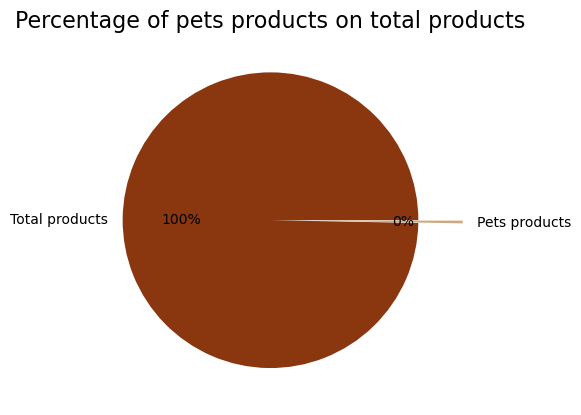 Percentage of pets products on total products
Total products
100%
0%
Pets products